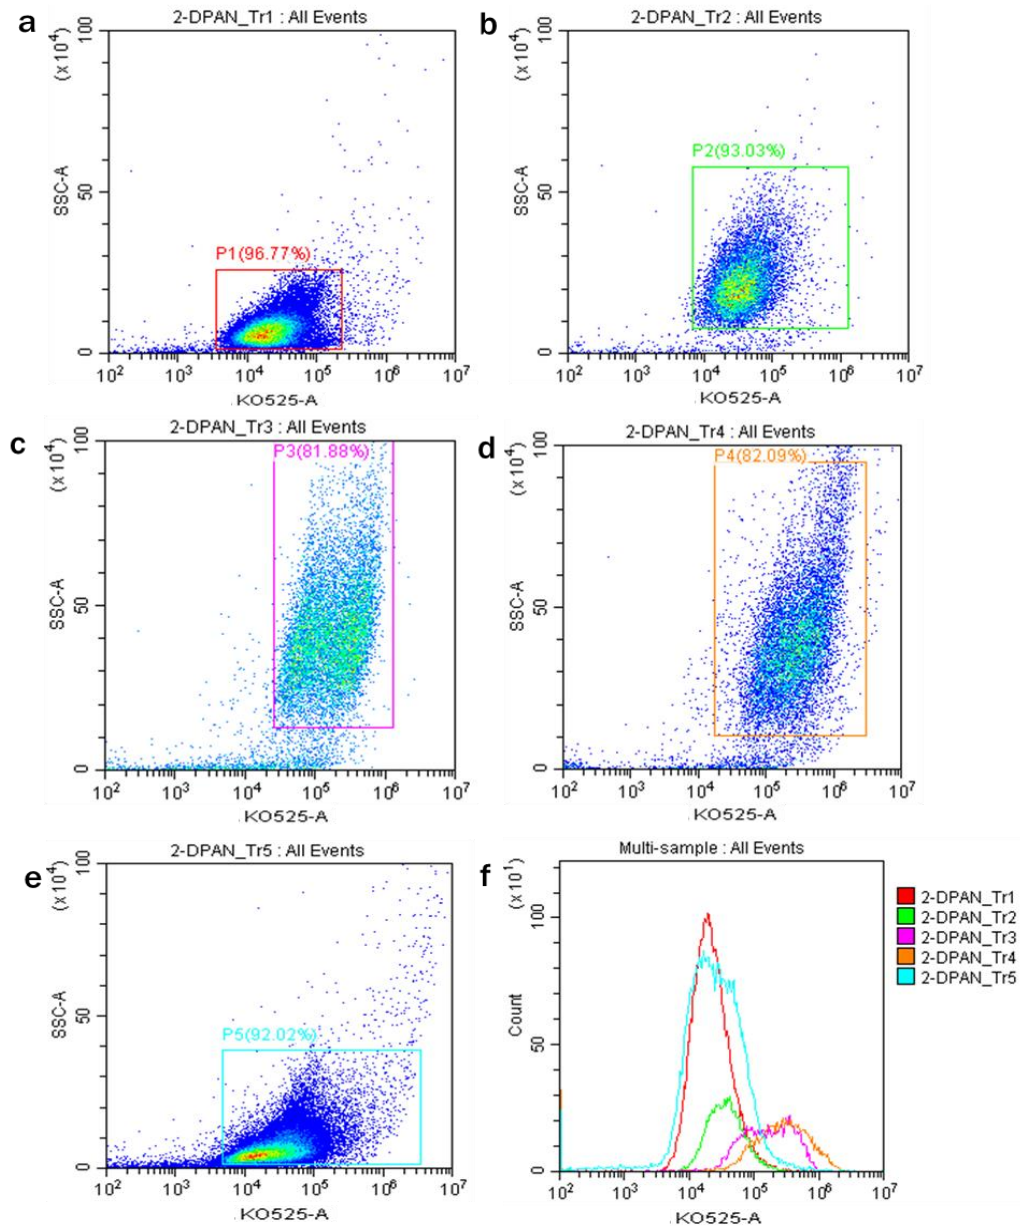 a
2-DPAN_Tr1 : All Events
(x 10⁴)
100
50
0
SSC-A
P1(96.77%)
10² 10³ 10⁴ 10⁵ 10⁶ 10⁷
KO525-A
b
2-DPAN_Tr2 : All Events
(x 10⁴)
100
50
0
SSC-A
P2(93.03%)
10² 10³ 10⁴ 10⁵ 10⁶ 10⁷
KO525-A
c
2-DPAN_Tr3 : All Events
(x 10⁴)
100
50
0
SSC-A
P3(81.88%)
10² 10³ 10⁴ 10⁵ 10⁶ 10⁷
KO525-A
d
2-DPAN_Tr4 : All Events
(x 10⁴)
100
50
0
SSC-A
P4(82.09%)
10² 10³ 10⁴ 10⁵ 10⁶ 10⁷
KO525-A
e
2-DPAN_Tr5 : All Events
(x 10⁴)
100
50
0
SSC-A
P5(92.02%)
10² 10³ 10⁴ 10⁵ 10⁶ 10⁷
KO525-A
f
Multi-sample : All Events
(x 10¹)
100
50
0
Count
10² 10³ 10⁴ 10⁵ 10⁶ 10⁷
KO525-A
2-DPAN_Tr1
2-DPAN_Tr2
2-DPAN_Tr3
2-DPAN_Tr4
2-DPAN_Tr5